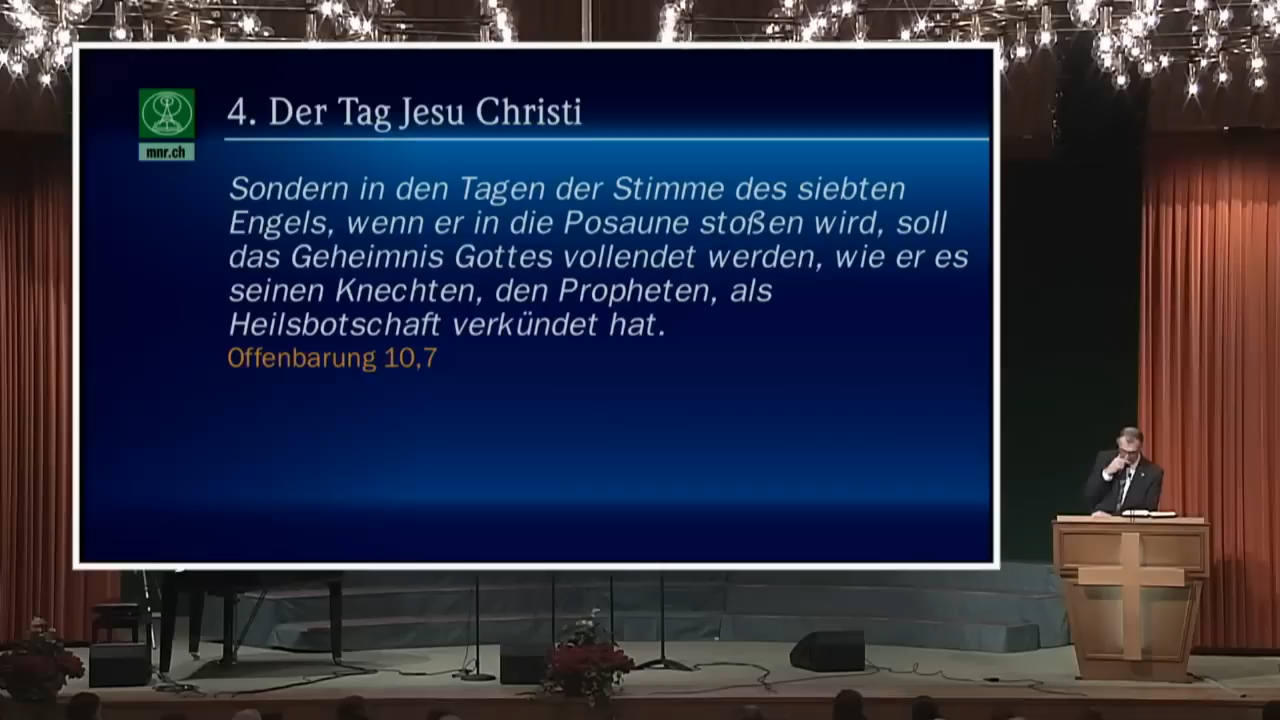 4. Der Tag Jesu Christi
mnr.ch
Sondern in den Tagen der Stimme des siebten
Engels, wenn er in die Posaune stoßen wird, soll
das Geheimnis Gottes vollendet werden, wie er es
seinen Knechten, den Propheten, als
Heilsbotschaft verkündet hat.
Offenbarung 10,7